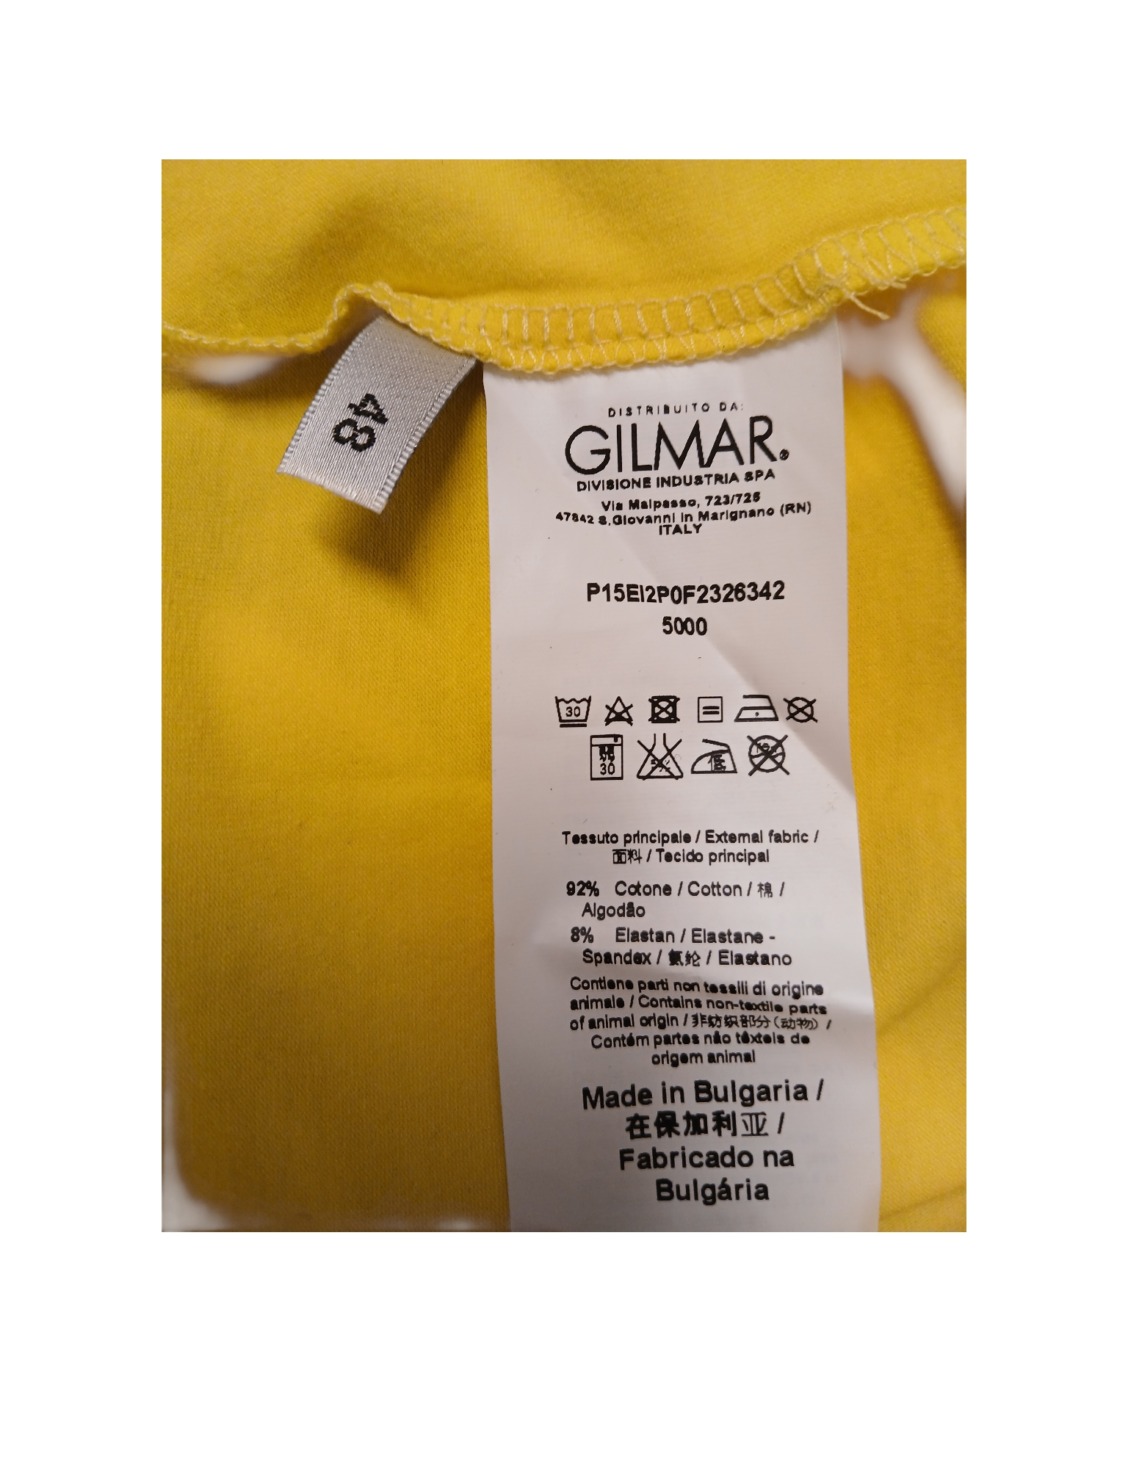 48
DISTRIBUITO DA:
GILMAR®
DIVISIONE INDUSTRIA SPA
Via Malpasso, 723/725
47842 S.Giovanni in Marignano (RN)
ITALY
P15EI2P0F2326342
5000
30
30 低
Tessuto principale / External fabric /
面料 / Tecido principal
92% Cotone / Cotton / 棉 /
Algodão
8% Elastan / Elastane -
Spandex / 氨纶 / Elastano
Contiene parti non tessili di origine
animale / Contains non-textile parts
of animal origin / 非纺织部分(动物) /
Contém partes não têxteis de
origem animal
Made in Bulgaria /
在保加利亚 /
Fabricado na
Bulgária